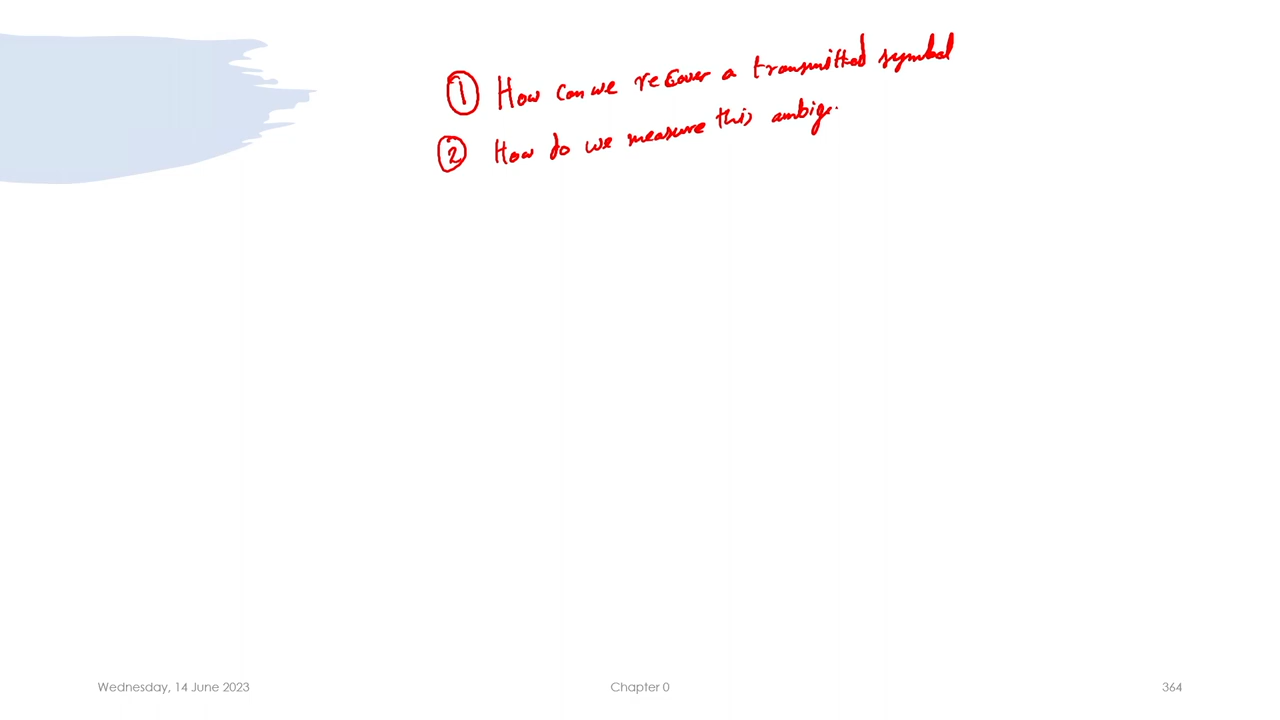 ① How can we recover a transmitted symbol
② How do we measure this ambig.
Wednesday, 14 June 2023
Chapter 0
364